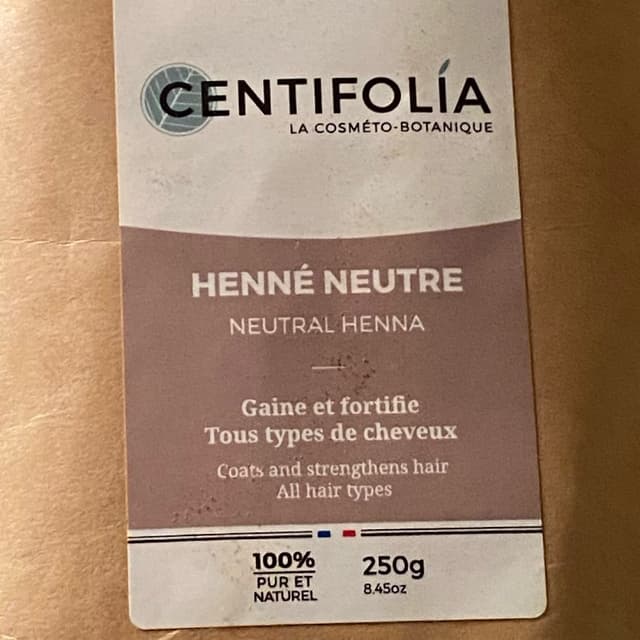 CENTIFOLÍA
LA COSMÉTO-BOTANIQUE
HENNÉ NEUTRE
NEUTRAL HENNA
Gaine et fortifie
Tous types de cheveux
Coats and strengthens hair
All hair types
100%
PUR ET
NATUREL
250g
8.45oz